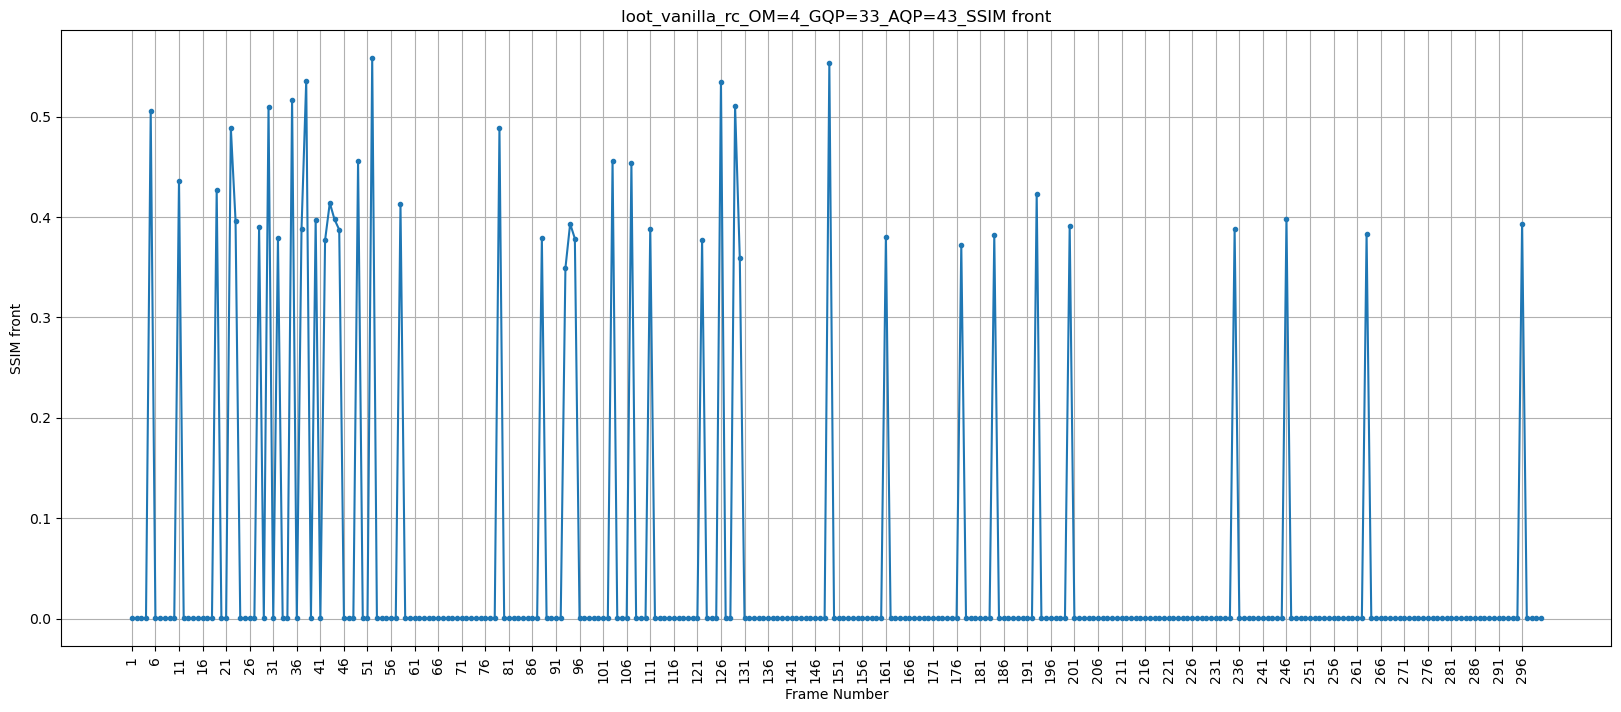 loot_vanilla_rc_OM=4_GQP=33_AQP=43_SSIM front
SSIM front
0.5
0.4
0.3
0.2
0.1
0.0
1 6 11 16 21 26 31 36 41 46 51 56 61 66 71 76 81 86 91 96 101 106 111 116 121 126 131 136 141 146 151 156 161 166 171 176 181 186 191 196 201 206 211 216 221 226 231 236 241 246 251 256 261 266 271 276 281 286 291 296
Frame Number